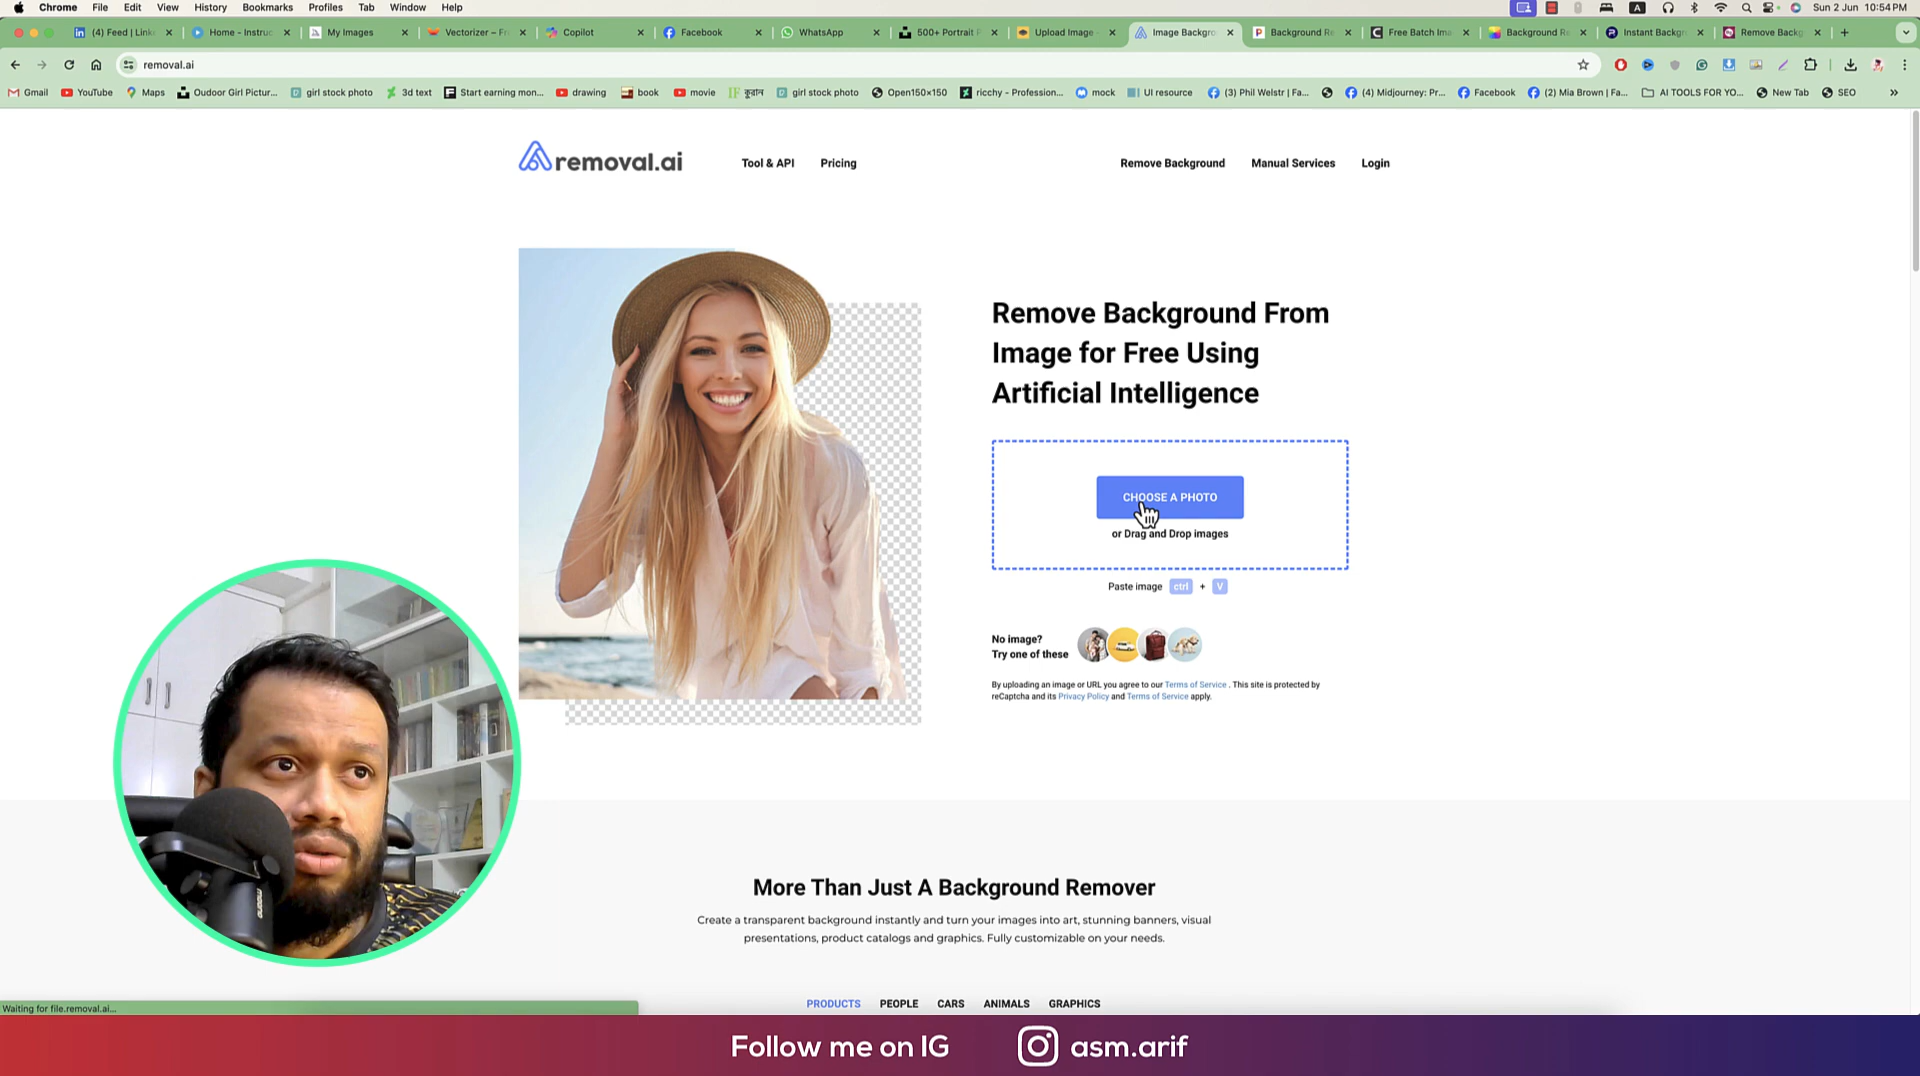 Chrome File Edit View History Bookmarks Profiles Tab Window Help Sun 2 Jun 10:54 PM
(4) Feed | Link Home - Instruc My Images Vectorizer – Fr Copilot Facebook WhatsApp 500+ Portrait P Upload Image - Image Backgro Background Re Free Batch Ima Background Re Instant Backgr Remove Backg
removal.ai
Gmail YouTube Maps Oudoor Girl Pictur... girl stock photo 3d text Start earning mon... drawing book movie IF girl stock photo Open150×150 ricchy - Profession... mock UI resource (3) Phil Welstr | Fa... (4) Midjourney: Pr... Facebook (2) Mia Brown | Fa... AI TOOLS FOR YO... New Tab SEO »
removal.ai Tool & API Pricing Remove Background Manual Services Login
Remove Background From
Image for Free Using
Artificial Intelligence
CHOOSE A PHOTO
or Drag and Drop images
Paste image ctrl + V
No image?
Try one of these
By uploading an image or URL you agree to our Terms of Service . This site is protected by
reCaptcha and its Privacy Policy and Terms of Service apply.
More Than Just A Background Remover
Create a transparent background instantly and turn your images into art, stunning banners, visual
presentations, product catalogs and graphics. Fully customizable on your needs.
PRODUCTS PEOPLE CARS ANIMALS GRAPHICS
Waiting for file.removal.ai...
Follow me on IG asm.arif